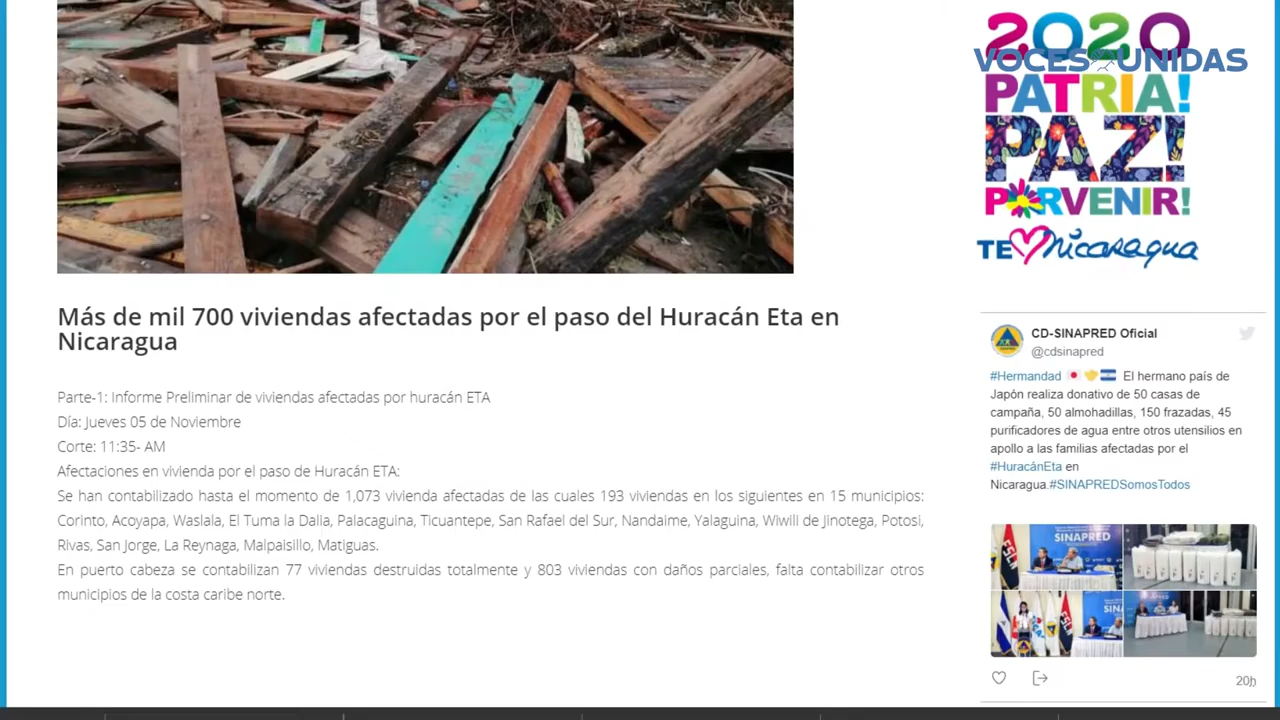 2020
VOCES UNIDAS
PATRIA!
PAZ!
PORVENIR!
TE Nicaragua
Más de mil 700 viviendas afectadas por el paso del Huracán Eta en
Nicaragua
Parte-1: Informe Preliminar de viviendas afectadas por huracán ETA
Día: Jueves 05 de Noviembre
Corte: 11:35- AM
Afectaciones en vivienda por el paso de Huracán ETA:
Se han contabilizado hasta el momento de 1,073 vivienda afectadas de las cuales 193 viviendas en los siguientes en 15 municipios:
Corinto, Acoyapa, Waslala, El Tuma la Dalia, Palacaguina, Ticuantepe, San Rafael del Sur, Nandaime, Yalaguina, Wiwili de Jinotega, Potosi,
Rivas, San Jorge, La Reynaga, Malpaisillo, Matiguas.
En puerto cabeza se contabilizan 77 viviendas destruidas totalmente y 803 viviendas con daños parciales, falta contabilizar otros
municipios de la costa caribe norte.
CD-SINAPRED Oficial
@cdsinapred
#Hermandad El hermano país de
Japón realiza donativo de 50 casas de
campaña, 50 almohadillas, 150 frazadas, 45
purificadores de agua entre otros utensilios en
apollo a las familias afectadas por el
#HuracánEta en
Nicaragua.#SINAPREDSomosTodos
SINAPRED
FSLN
20h